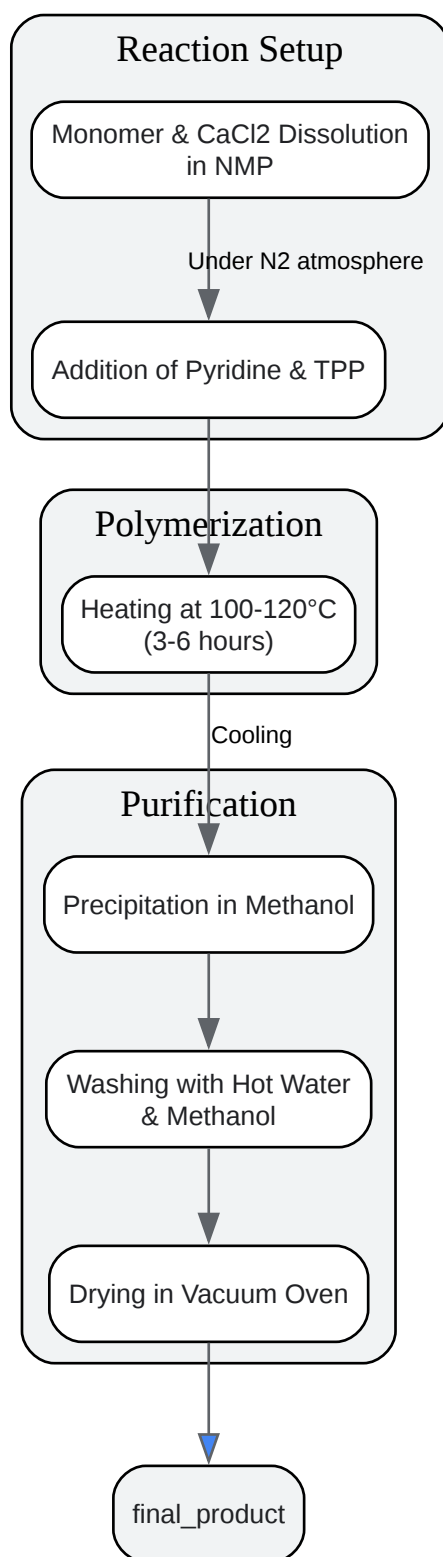 Reaction Setup
Monomer & CaCl2 Dissolution
in NMP
Under N2 atmosphere
Addition of Pyridine & TPP
Polymerization
Heating at 100-120°C
(3-6 hours)
Cooling
Purification
Precipitation in Methanol
Washing with Hot Water
& Methanol
Drying in Vacuum Oven
final_product